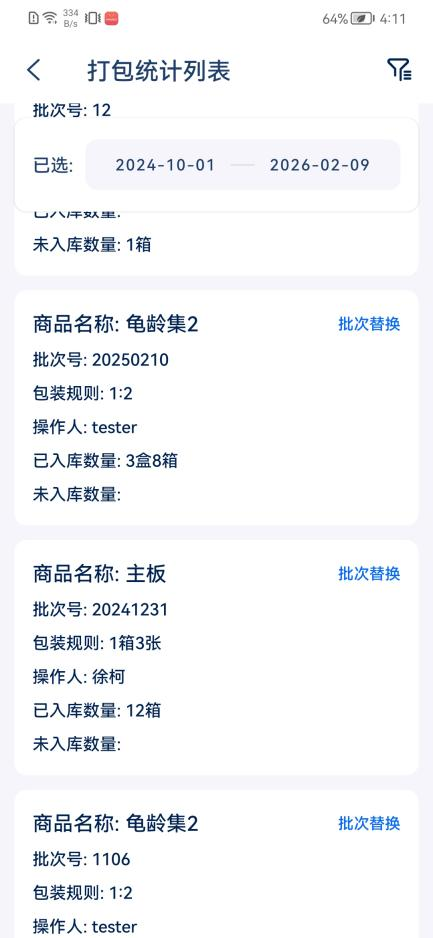 334
B/s
64%
4:11
打包统计列表
批次号: 12
已选: 2024-10-01 — 2026-02-09
已入库数量:
未入库数量: 1箱
商品名称: 龟龄集2 批次替换
批次号: 20250210
包装规则: 1:2
操作人: tester
已入库数量: 3盒8箱
未入库数量:
商品名称: 主板 批次替换
批次号: 20241231
包装规则: 1箱3张
操作人: 徐柯
已入库数量: 12箱
未入库数量:
商品名称: 龟龄集2 批次替换
批次号: 1106
包装规则: 1:2
操作人: tester